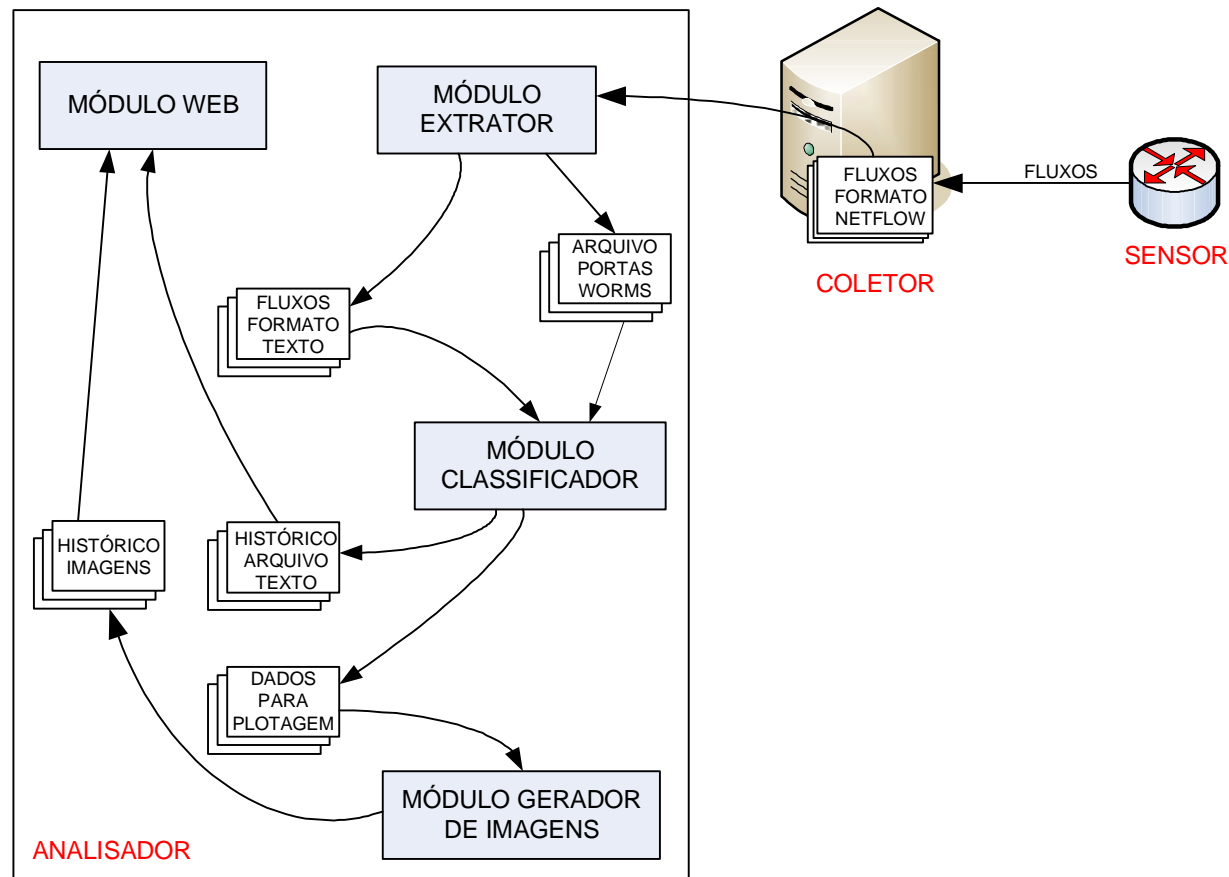 MÓDULO WEB
MÓDULO
EXTRATOR
FLUXOS
FORMATO
NETFLOW
FLUXOS
SENSOR
COLETOR
ARQUIVO
PORTAS
WORMS
FLUXOS
FORMATO
TEXTO
MÓDULO
CLASSIFICADOR
HISTÓRICO
IMAGENS
HISTÓRICO
ARQUIVO
TEXTO
DADOS
PARA
PLOTAGEM
MÓDULO GERADOR
DE IMAGENS
ANALISADOR